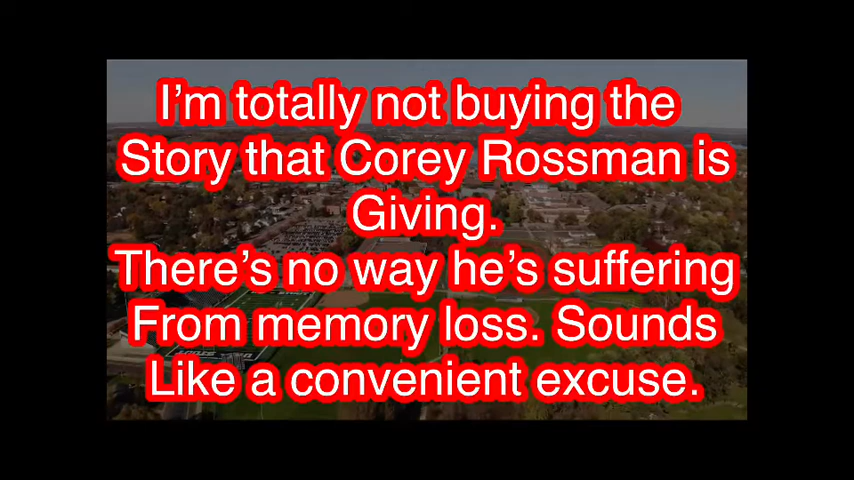 I'm totally not buying the
Story that Corey Rossman is
Giving.
There's no way he's suffering
From memory loss. Sounds
Like a convenient excuse.